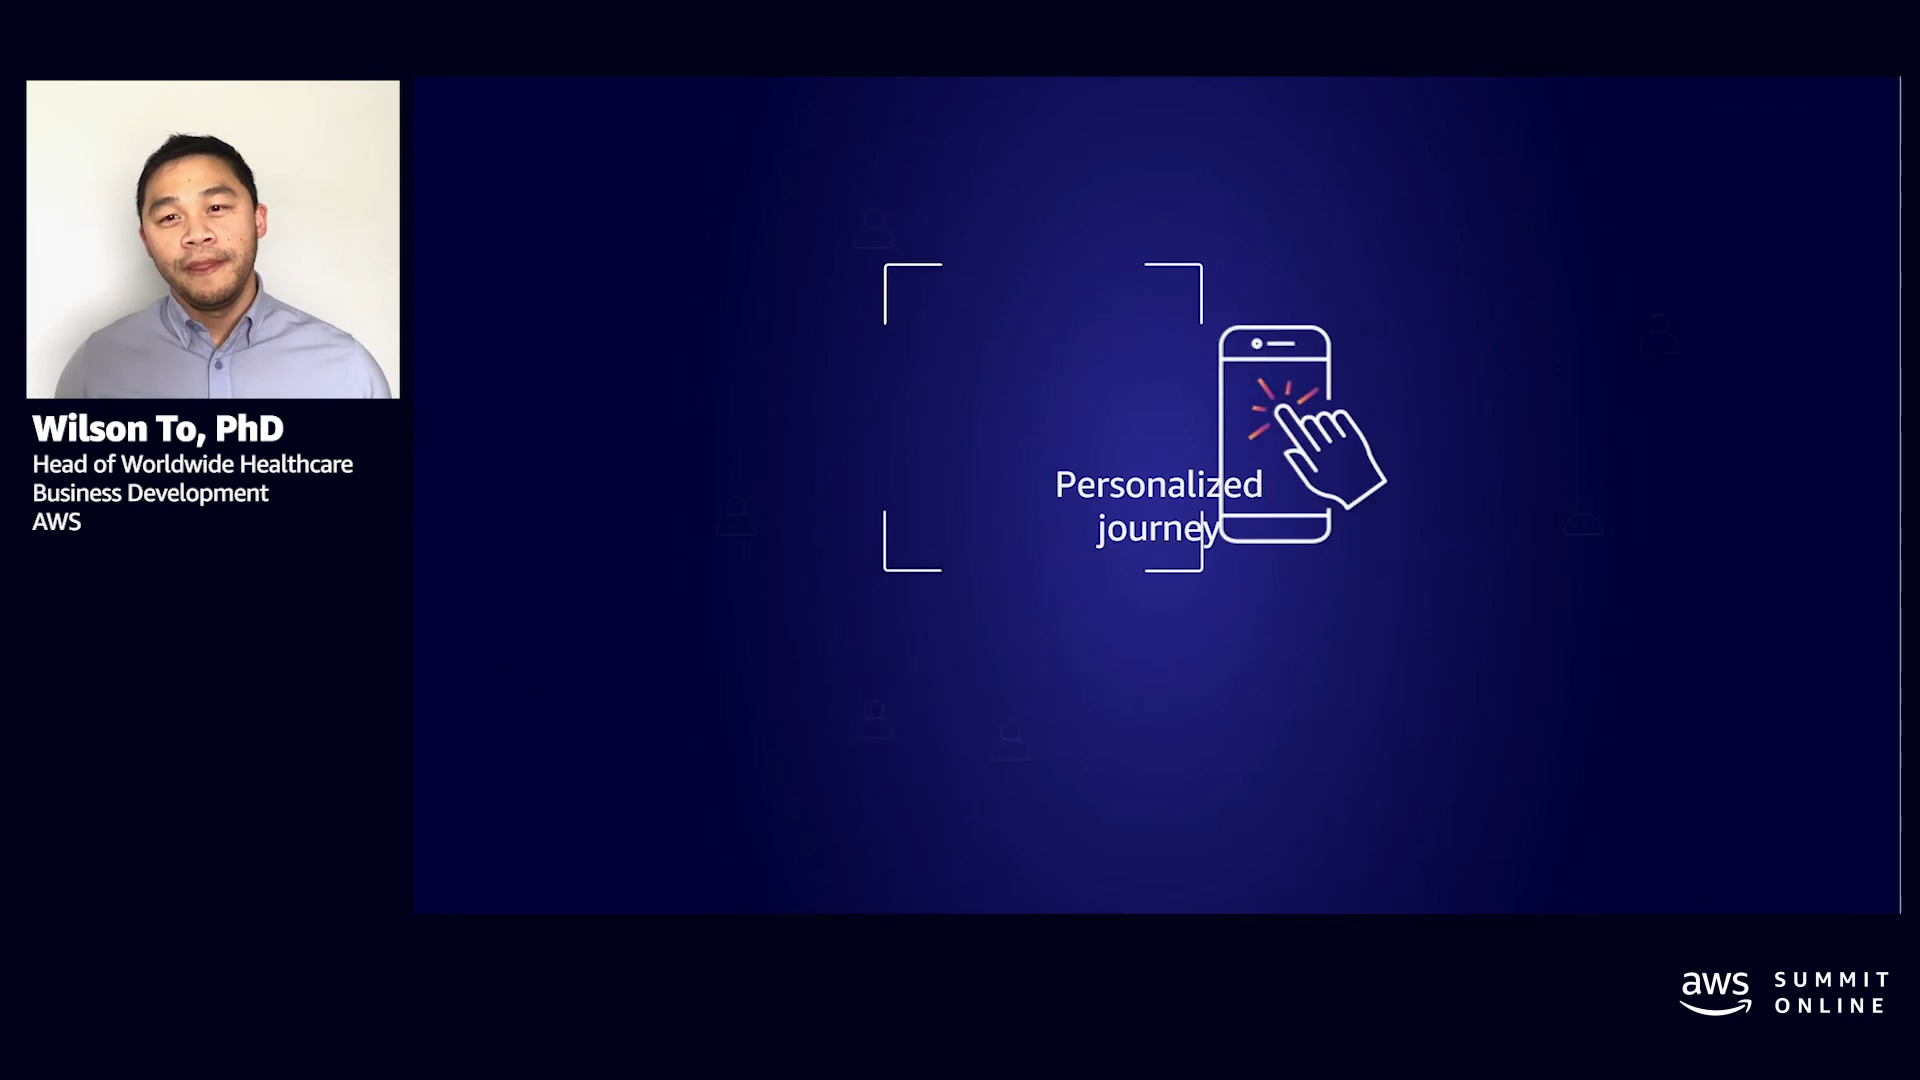 Wilson To, PhD
Head of Worldwide Healthcare
Business Development
AWS
Personalized
journey
aws SUMMIT
ONLINE